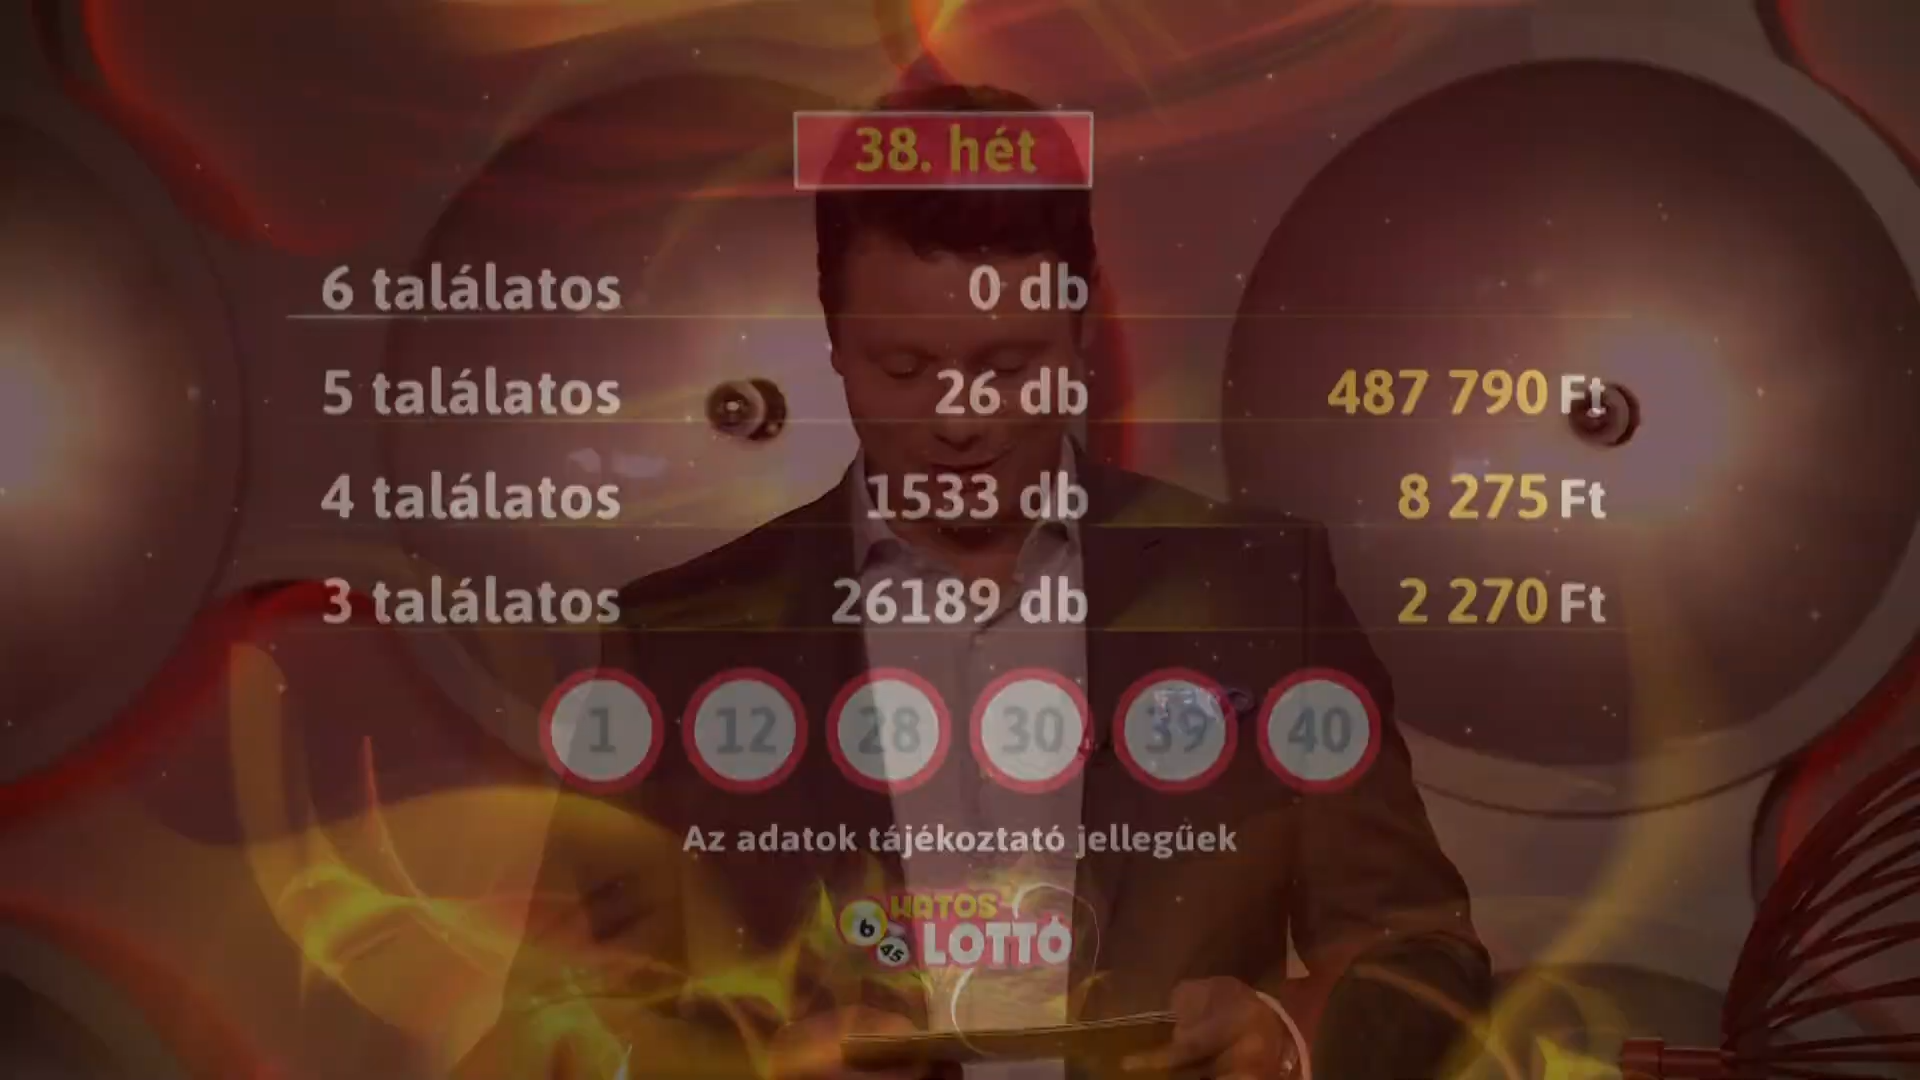 38. hét
6 találatos 0 db
5 találatos 26 db 487 790 Ft
4 találatos 1533 db 8 275 Ft
3 találatos 26189 db 2 270 Ft
1 12 28 30 39 40
Az adatok tájékoztató jellegűek
HATOS
6 LOTTÓ
45